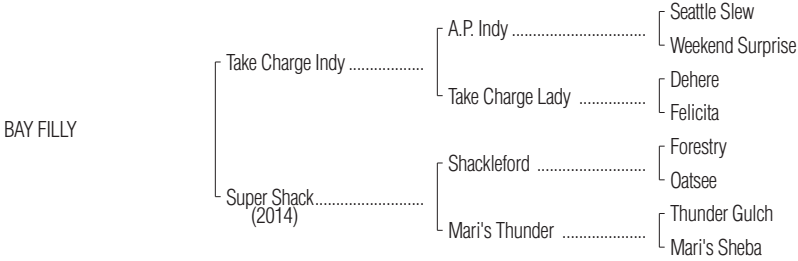 Seattle Slew
A.P. Indy ................................
Weekend Surprise
Take Charge Indy ..................
Dehere
Take Charge Lady ................
Felicita
BAY FILLY
Forestry
Shackleford ..........................
Oatsee
Super Shack..........................
(2014)
Thunder Gulch
Mari's Thunder ....................
Mari's Sheba